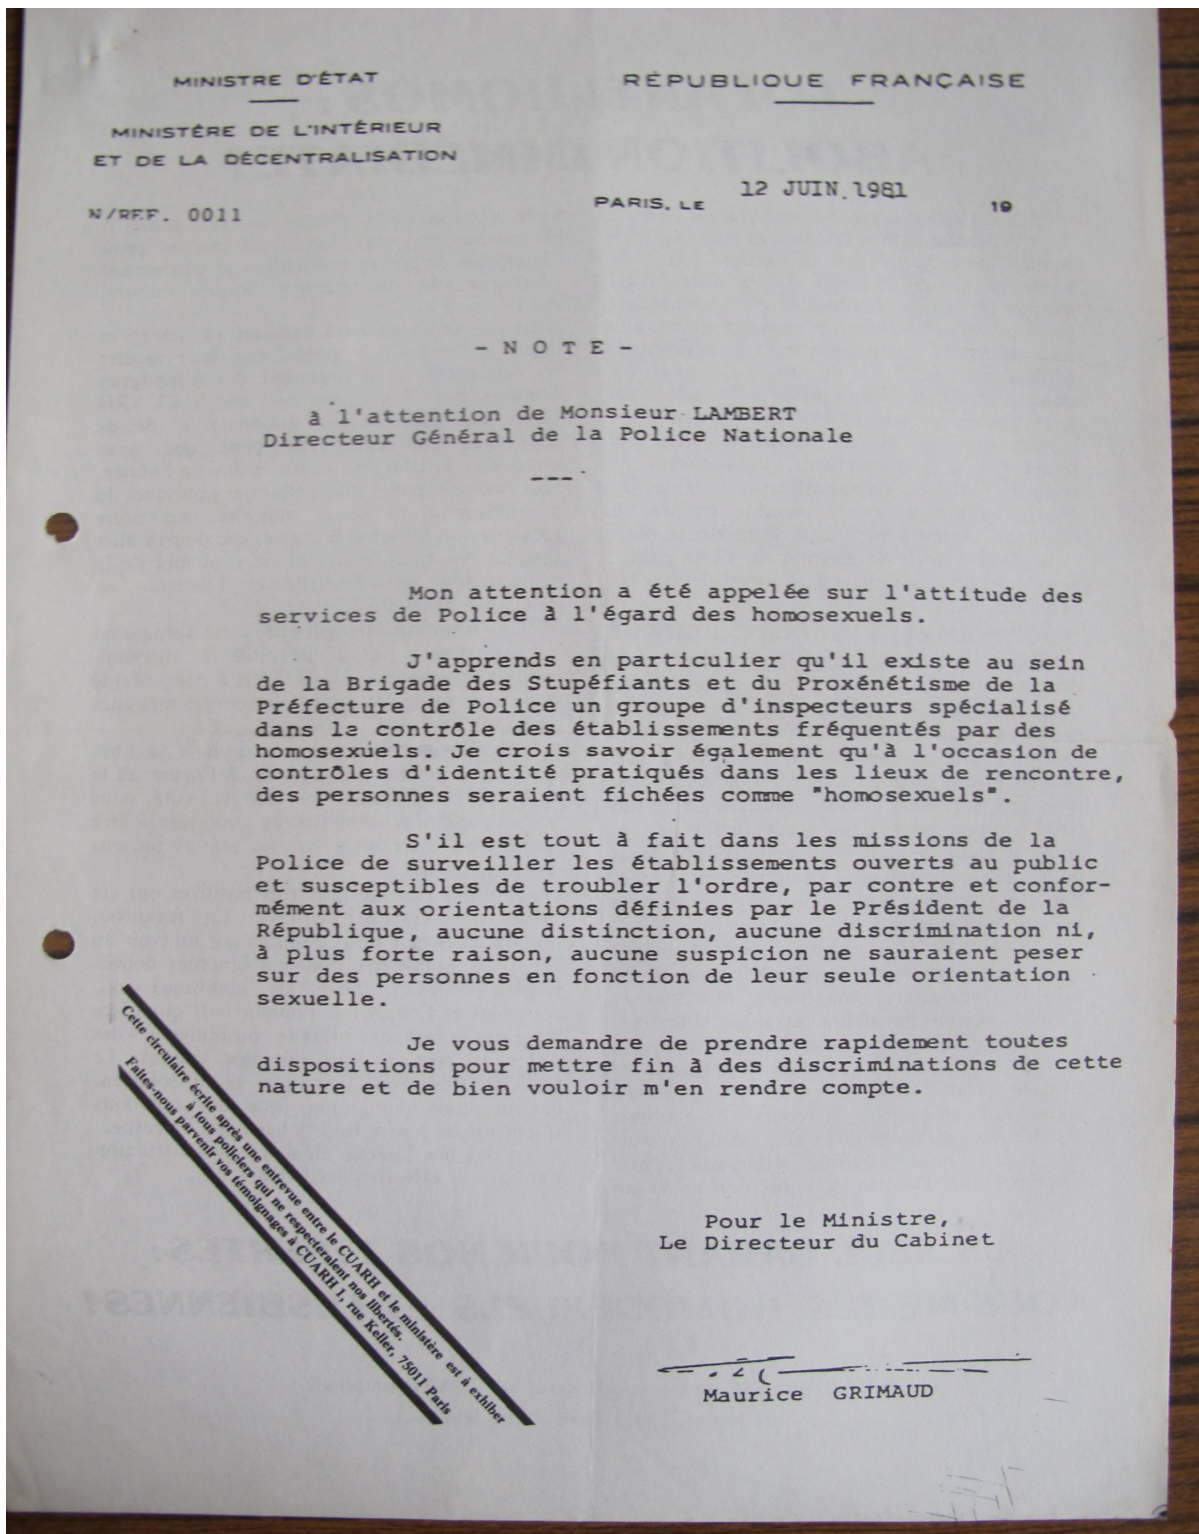 MINISTRE D'ÉTAT
RÉPUBLIQUE FRANÇAISE
MINISTÈRE DE L'INTÉRIEUR
ET DE LA DÉCENTRALISATION
12 JUIN.1981
PARIS, LE 19
N/REF. 0011
- N O T E -
à l'attention de Monsieur LAMBERT
Directeur Général de la Police Nationale
---
Mon attention a été appelée sur l'attitude des
services de Police à l'égard des homosexuels.
J'apprends en particulier qu'il existe au sein
de la Brigade des Stupéfiants et du Proxénétisme de la
Préfecture de Police un groupe d'inspecteurs spécialisé
dans le contrôle des établissements fréquentés par des
homosexuels. Je crois savoir également qu'à l'occasion de
contrôles d'identité pratiqués dans les lieux de rencontre,
des personnes seraient fichées comme "homosexuels".
S'il est tout à fait dans les missions de la
Police de surveiller les établissements ouverts au public
et susceptibles de troubler l'ordre, par contre et confor-
mément aux orientations définies par le Président de la
République, aucune distinction, aucune discrimination ni,
à plus forte raison, aucune suspicion ne sauraient peser
sur des personnes en fonction de leur seule orientation
sexuelle.
Je vous demandre de prendre rapidement toutes
dispositions pour mettre fin à des discriminations de cette
nature et de bien vouloir m'en rendre compte.
Cette circulaire écrite après une entrevue entre le CUARH et le ministère est à exhiber
à tous policiers qui ne respecteraient nos libertés.
Faites-nous parvenir vos témoignages à CUARH 1, rue Keller, 75011 Paris
Pour le Ministre,
Le Directeur du Cabinet
Maurice GRIMAUD